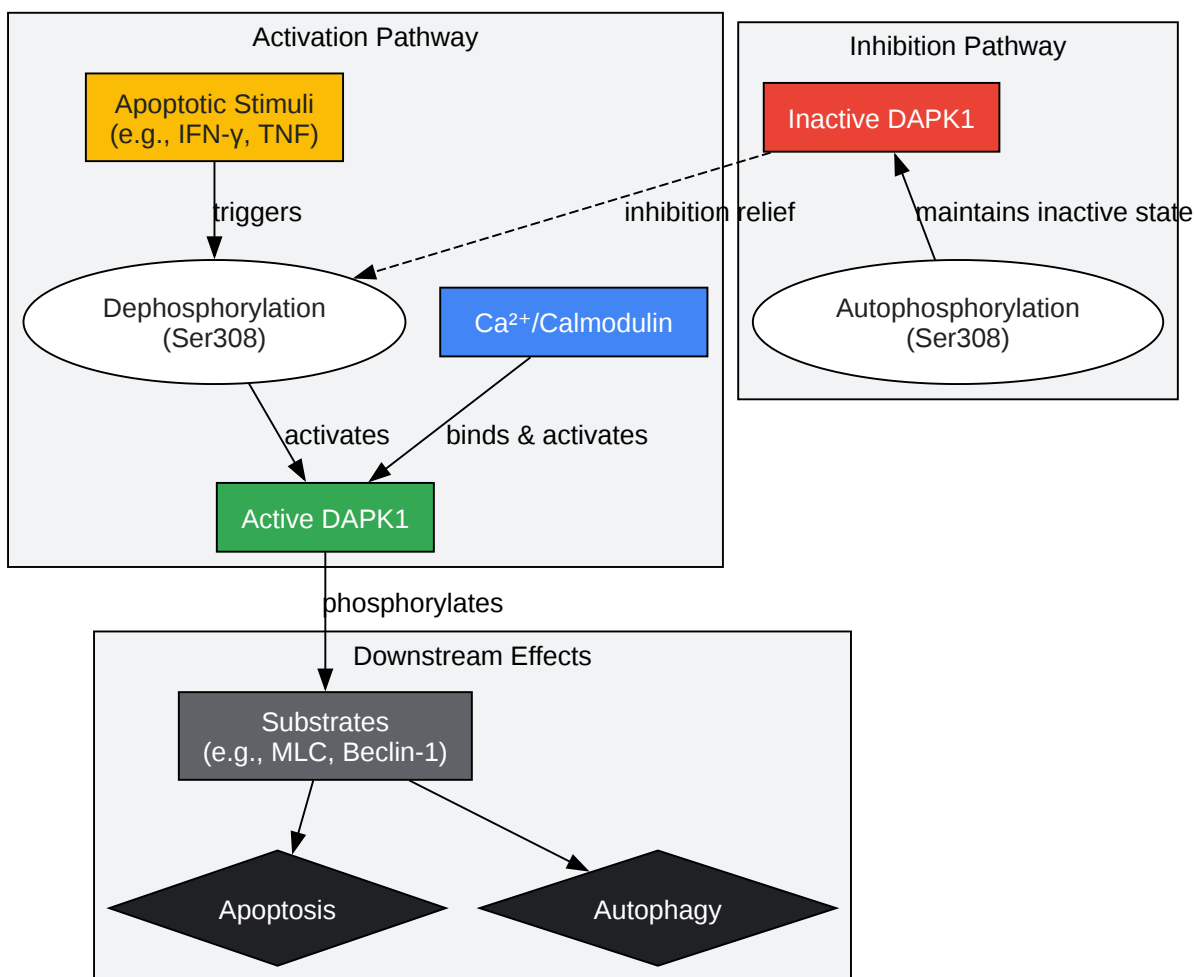 Activation Pathway
Inhibition Pathway
Apoptotic Stimuli
(e.g., IFN-γ, TNF)
Inactive DAPK1
triggers
inhibition relief
maintains inactive state
Dephosphorylation
(Ser308)
Ca²⁺/Calmodulin
Autophosphorylation
(Ser308)
activates
binds & activates
Active DAPK1
phosphorylates
Downstream Effects
Substrates
(e.g., MLC, Beclin-1)
Apoptosis
Autophagy